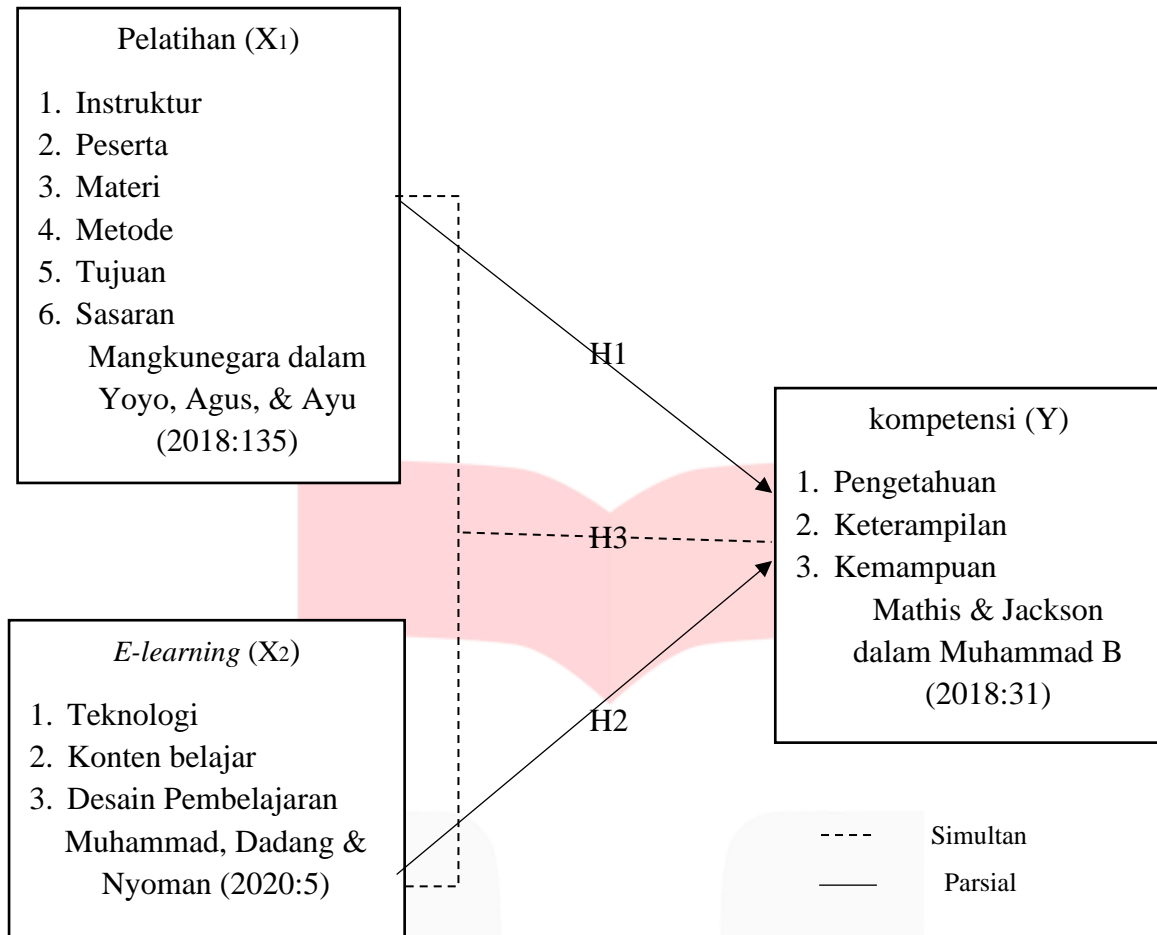 Pelatihan (X1)
1. Instruktur
2. Peserta
3. Materi
4. Metode
5. Tujuan
6. Sasaran
Mangkunegara dalam
Yoyo, Agus, & Ayu
(2018:135)
H1
kompetensi (Y)
1. Pengetahuan
2. Keterampilan
3. Kemampuan
Mathis & Jackson
dalam Muhammad B
(2018:31)
H3
E-learning (X2)
1. Teknologi
2. Konten belajar
3. Desain Pembelajaran
Muhammad, Dadang &
Nyoman (2020:5)
H2
Simultan
Parsial